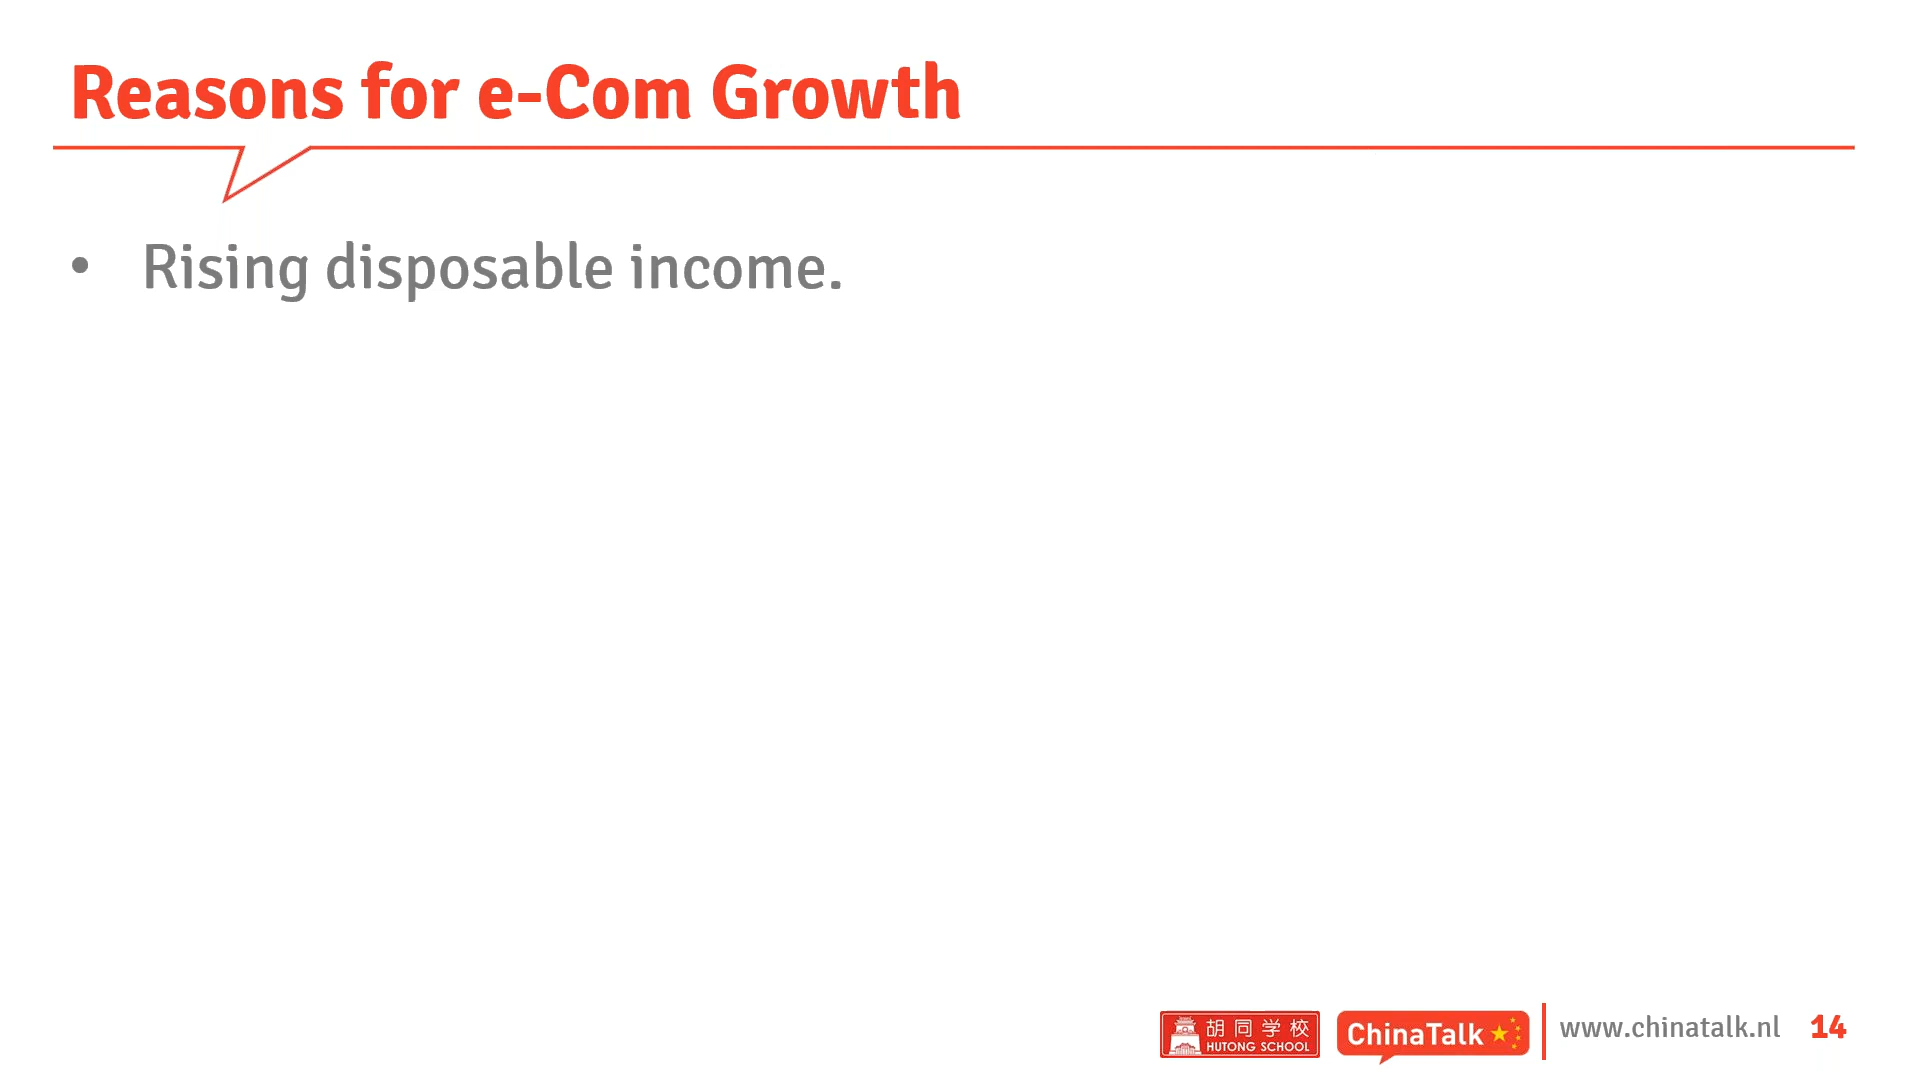 Reasons for e-Com Growth
• Rising disposable income.
胡同学校
HUTONG SCHOOL
ChinaTalk
www.chinatalk.nl
14